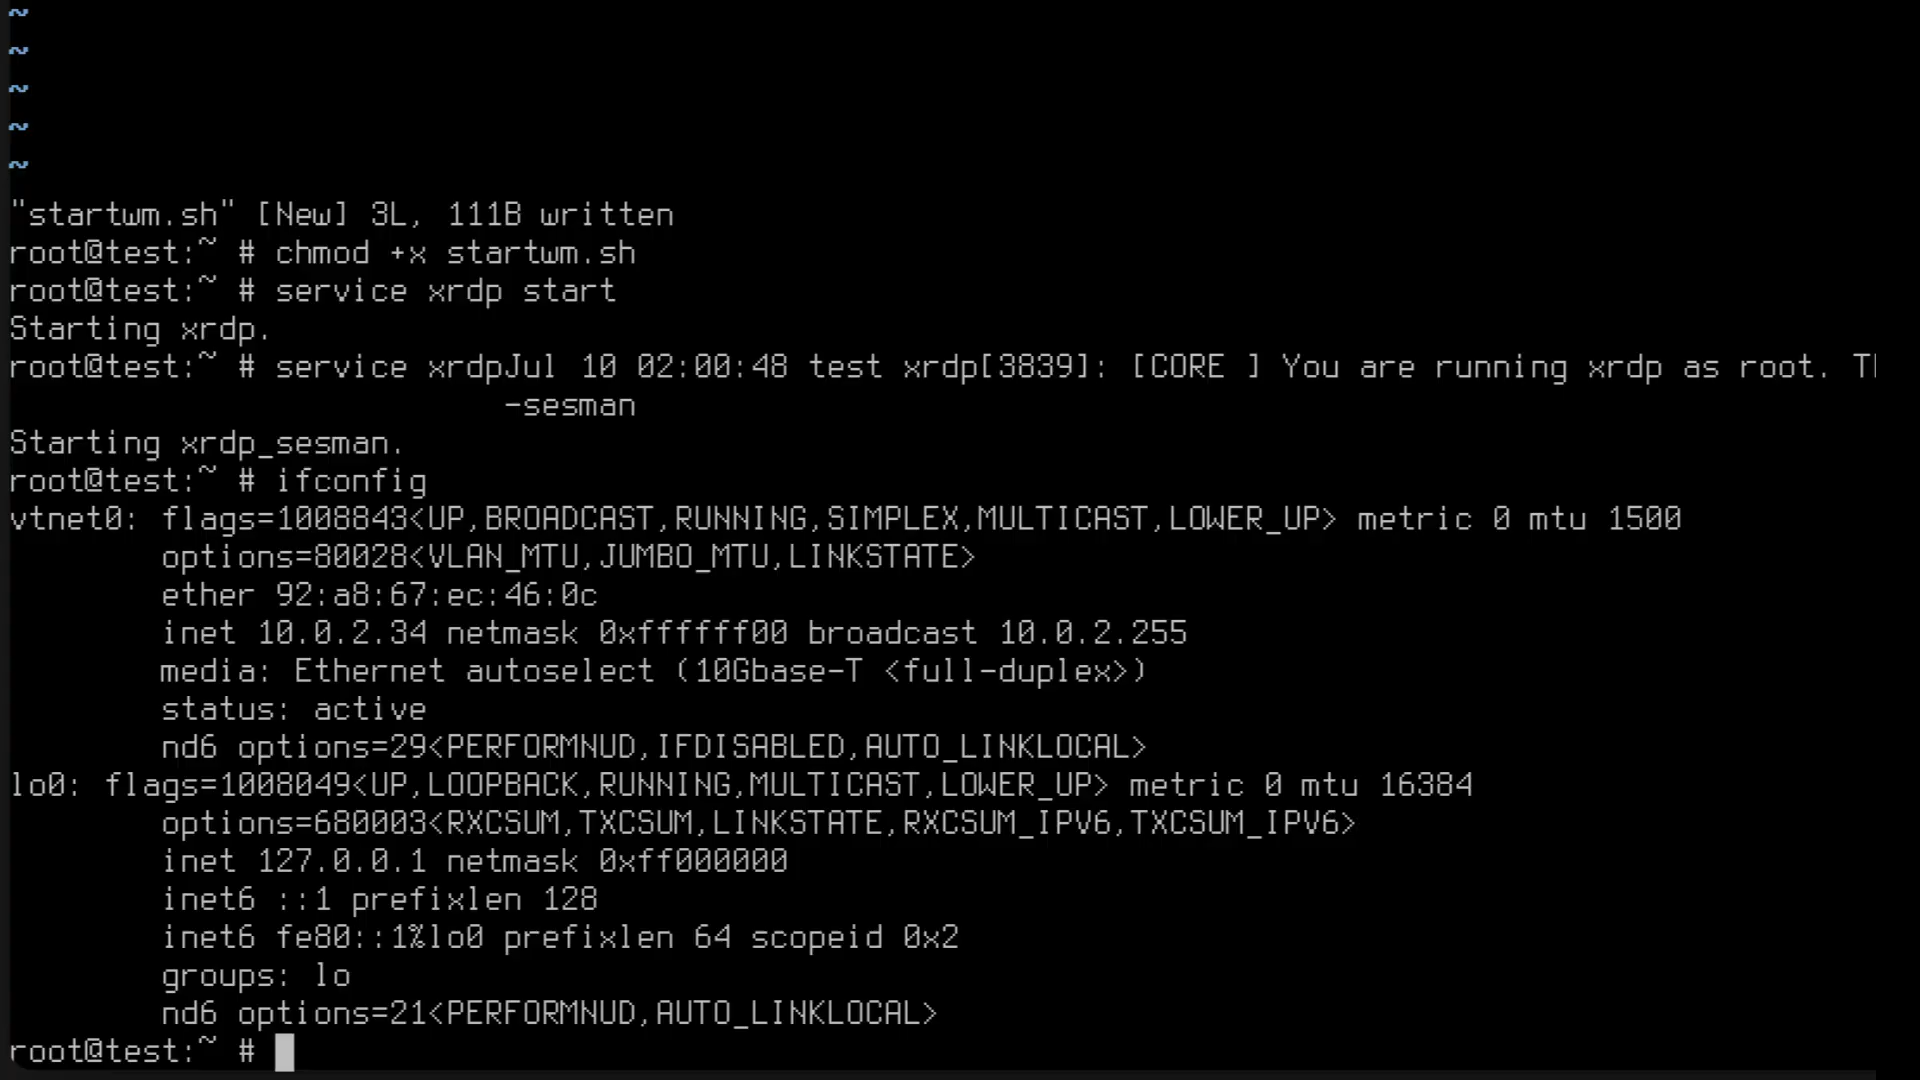 ~
~
~
~
~
"startwm.sh" [New] 3L, 111B written
root@test:~ # chmod +x startwm.sh
root@test:~ # service xrdp start
Starting xrdp.
root@test:~ # service xrdpJul 10 02:00:48 test xrdp[3839]: [CORE ] You are running xrdp as root.
-sesman
Starting xrdp_sesman.
root@test:~ # ifconfig
vtnet0: flags=1008843<UP,BROADCAST,RUNNING,SIMPLEX,MULTICAST,LOWER_UP> metric 0 mtu 1500
options=80028<VLAN_MTU,JUMBO_MTU,LINKSTATE>
ether 92:a8:67:ec:46:0c
inet 10.0.2.34 netmask 0xffffff00 broadcast 10.0.2.255
media: Ethernet autoselect (10Gbase-T <full-duplex>)
status: active
nd6 options=29<PERFORMNUD,IFDISABLED,AUTO_LINKLOCAL>
lo0: flags=1008049<UP,LOOPBACK,RUNNING,MULTICAST,LOWER_UP> metric 0 mtu 16384
options=680003<RXCSUM,TXCSUM,LINKSTATE,RXCSUM_IPV6,TXCSUM_IPV6>
inet 127.0.0.1 netmask 0xff000000
inet6 ::1 prefixlen 128
inet6 fe80::1%lo0 prefixlen 64 scopeid 0x2
groups: lo
nd6 options=21<PERFORMNUD,AUTO_LINKLOCAL>
root@test:~ #